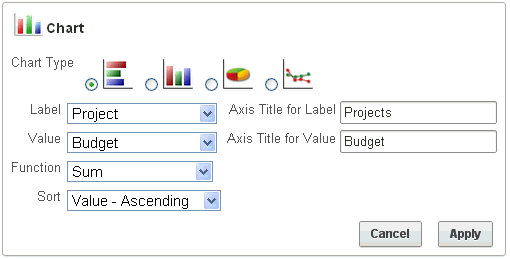 Chart
Chart Type
Label Project Axis Title for Label Projects
Value Budget Axis Title for Value Budget
Function Sum
Sort Value - Ascending
Cancel Apply